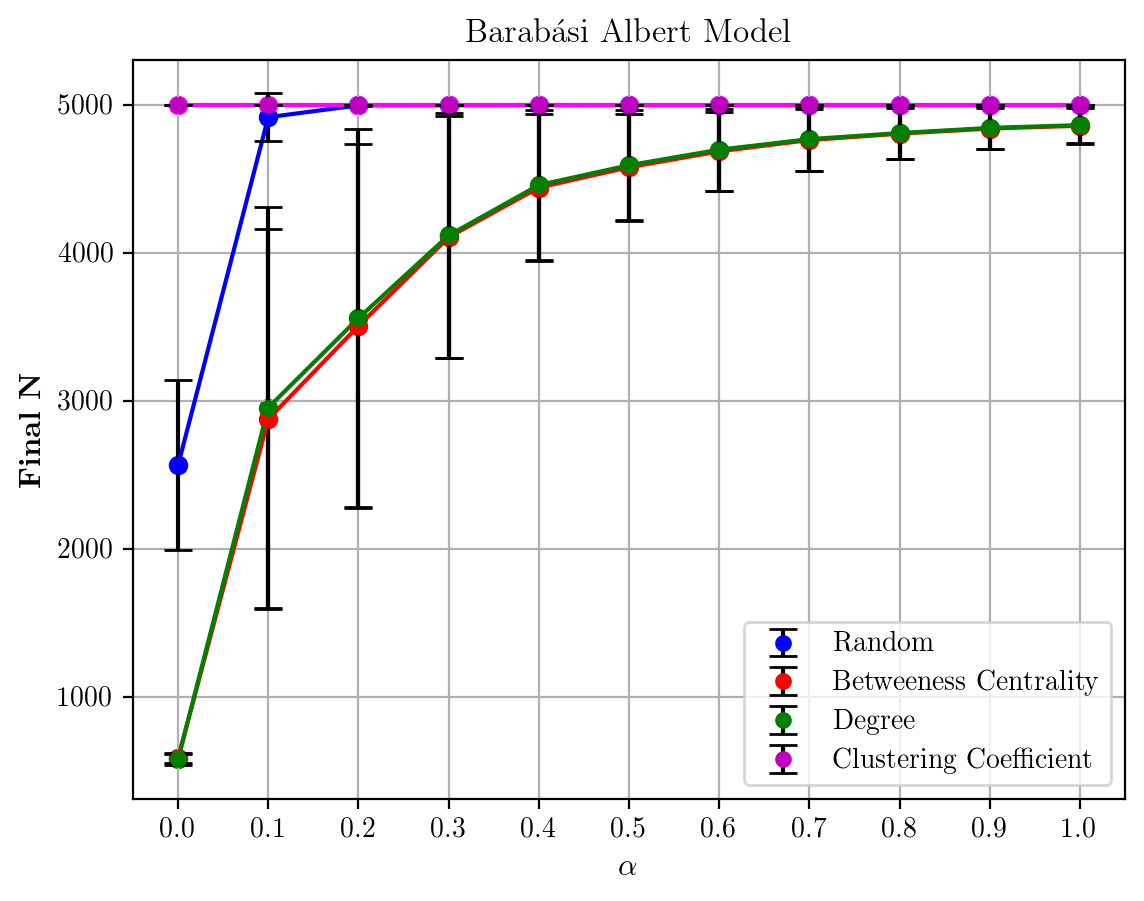 Barabási Albert Model
Final N
5000
4000
3000
2000
1000
Random
Betweeness Centrality
Degree
Clustering Coefficient
0.0 0.1 0.2 0.3 0.4 0.5 0.6 0.7 0.8 0.9 1.0
α